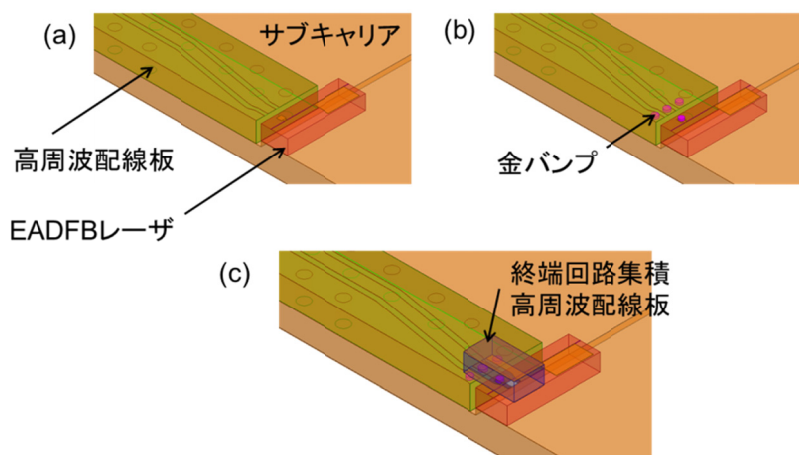 (a)
サブキャリア
高周波配線板
EADFBレーザ
(b)
金バンプ
(c)
終端回路集積
高周波配線板